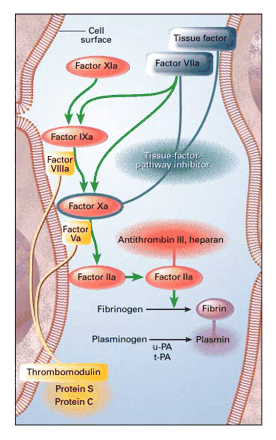 Cell
surface
Tissue factor
Factor XIa
Factor VIIa
Factor IXa
Factor
VIIIa
Tissue-factor-
pathway inhibitor
Factor Xa
Factor
Va
Antithrombin III, heparan
Factor IIa
Factor IIa
Fibrinogen
Fibrin
Plasminogen
u-PA
t-PA
Plasmin
Thrombomodulin
Protein S
Protein C